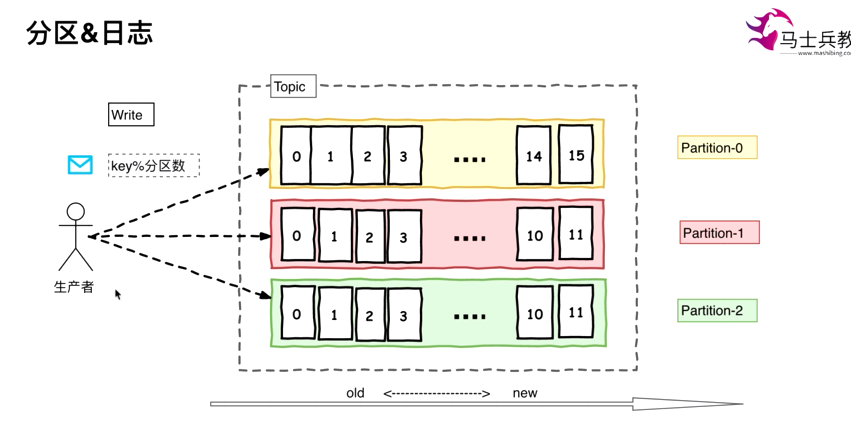 分区&日志
马士兵教
www.mashibing.co
Topic
Write
key%分区数
生产者
0 1 2 3 .... 14 15
Partition-0
0 1 2 3 .... 10 11
Partition-1
0 1 2 3 .... 10 11
Partition-2
old <--------------> new